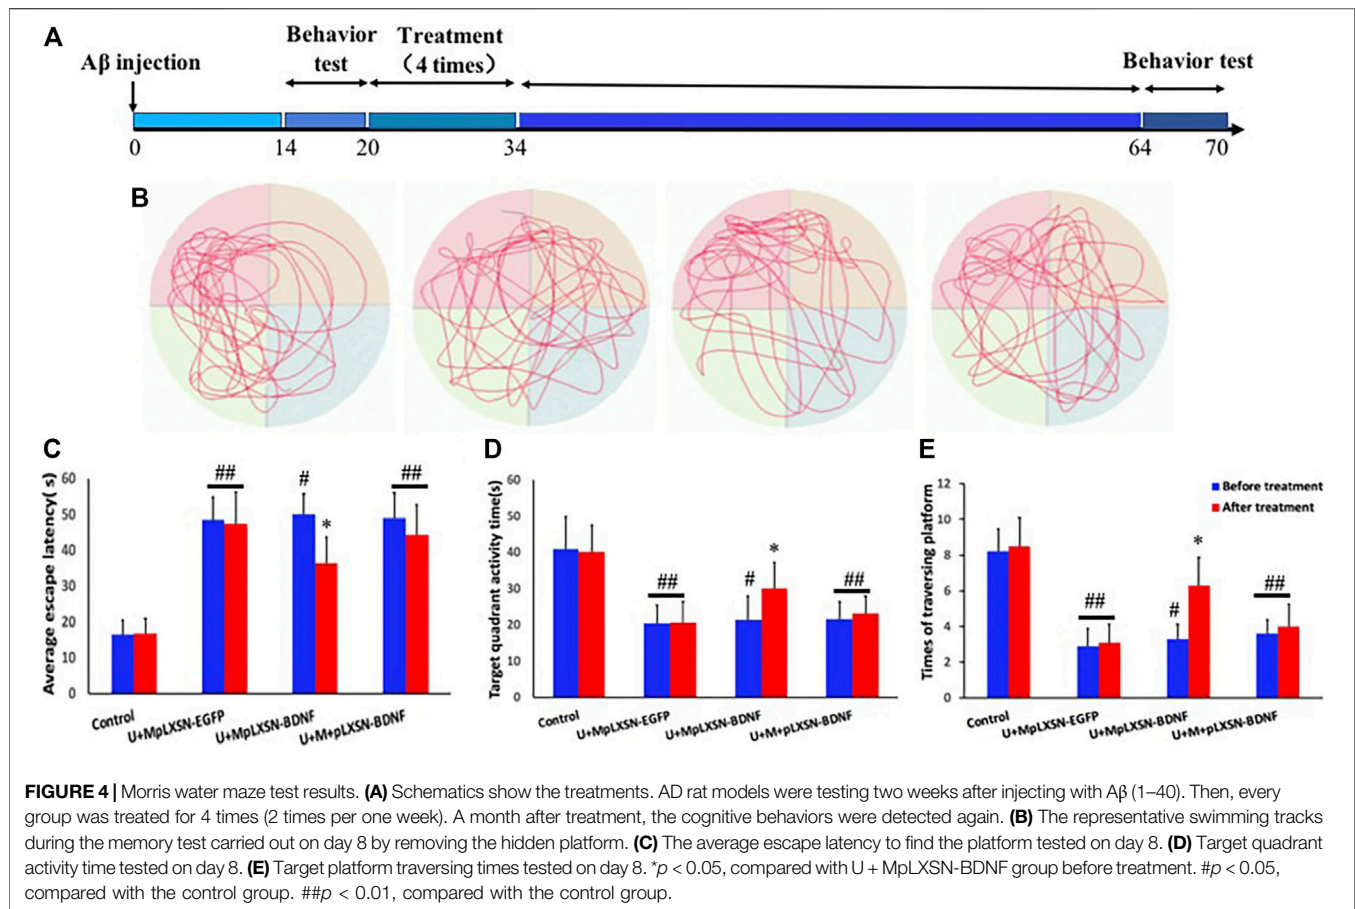 A
Aβ injection
Behavior
test
Treatment
(4 times)
Behavior test
0 14 20 34 64 70
B
C
Average escape latency( s)
60
50
40
30
20
10
0
##
#
*
##
Control
U+MpLXSN-EGFP
U+MpLXSN-BDNF
U+M+pLXSN-BDNF
D
Target quadrant activity time(s)
60
50
40
30
20
10
0
##
#
*
##
Control
U+MpLXSN-EGFP
U+MpLXSN-BDNF
U+M+pLXSN-BDNF
E
Times of traversing platform
12
10
8
6
4
2
0
##
#
*
##
Before treatment
After treatment
Control
U+MpLXSN-EGFP
U+MpLXSN-BDNF
U+M+pLXSN-BDNF
FIGURE 4 | Morris water maze test results. (A) Schematics show the treatments. AD rat models were testing two weeks after injecting with Aβ (1–40). Then, every
group was treated for 4 times (2 times per one week). A month after treatment, the cognitive behaviors were detected again. (B) The representative swimming tracks
during the memory test carried out on day 8 by removing the hidden platform. (C) The average escape latency to find the platform tested on day 8. (D) Target quadrant
activity time tested on day 8. (E) Target platform traversing times tested on day 8. *p < 0.05, compared with U + MpLXSN-BDNF group before treatment. #p < 0.05,
compared with the control group. ##p < 0.01, compared with the control group.